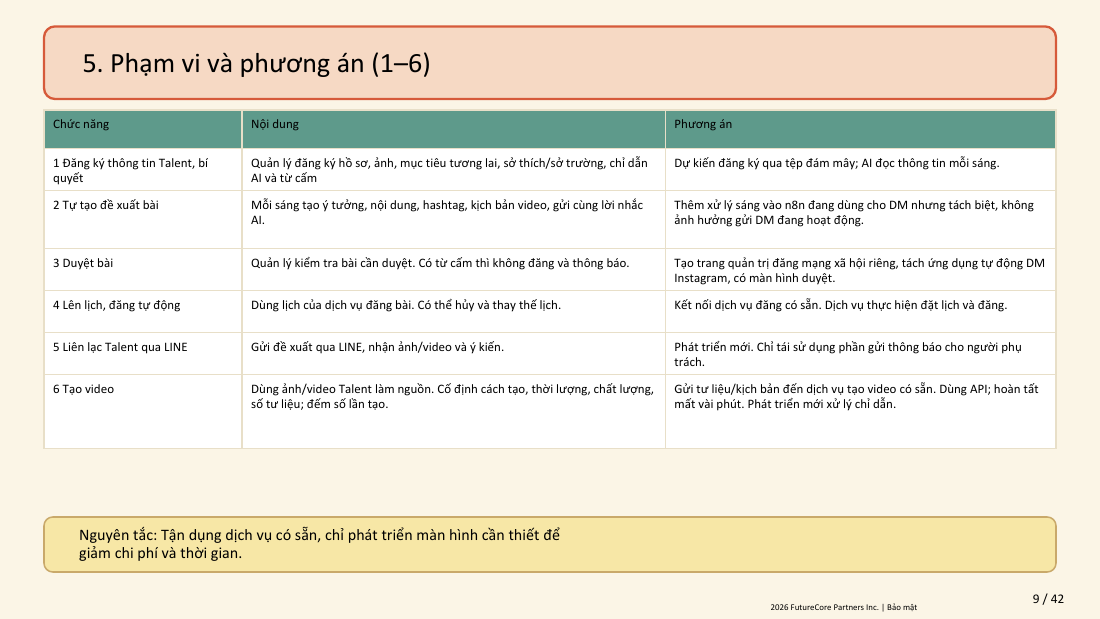 5. Phạm vi và phương án (1–6)
Chức năng
Nội dung
Phương án
1 Đăng ký thông tin Talent, bí
quyết
Quản lý đăng ký hồ sơ, ảnh, mục tiêu tương lai, sở thích/sở trường, chỉ dẫn
AI và từ cấm
Dự kiến đăng ký qua tệp đám mây; AI đọc thông tin mỗi sáng.
2 Tự tạo đề xuất bài
Mỗi sáng tạo ý tưởng, nội dung, hashtag, kịch bản video, gửi cùng lời nhắc
AI.
Thêm xử lý sáng vào n8n đang dùng cho DM nhưng tách biệt, không
ảnh hưởng gửi DM đang hoạt động.
3 Duyệt bài
Quản lý kiểm tra bài cần duyệt. Có từ cấm thì không đăng và thông báo.
Tạo trang quản trị đăng mạng xã hội riêng, tách ứng dụng tự động DM
Instagram, có màn hình duyệt.
4 Lên lịch, đăng tự động
Dùng lịch của dịch vụ đăng bài. Có thể hủy và thay thế lịch.
Kết nối dịch vụ đăng có sẵn. Dịch vụ thực hiện đặt lịch và đăng.
5 Liên lạc Talent qua LINE
Gửi đề xuất qua LINE, nhận ảnh/video và ý kiến.
Phát triển mới. Chỉ tái sử dụng phần gửi thông báo cho người phụ
trách.
6 Tạo video
Dùng ảnh/video Talent làm nguồn. Cố định cách tạo, thời lượng, chất lượng,
số tư liệu; đếm số lần tạo.
Gửi tư liệu/kịch bản đến dịch vụ tạo video có sẵn. Dùng API; hoàn tất
mất vài phút. Phát triển mới xử lý chỉ dẫn.
Nguyên tắc: Tận dụng dịch vụ có sẵn, chỉ phát triển màn hình cần thiết để
giảm chi phí và thời gian.
2026 FutureCore Partners Inc. | Bảo mật
9 / 42